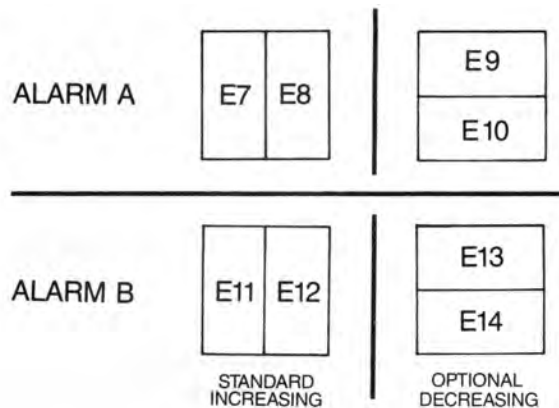 ALARM A
E7 E8
E9
E10
ALARM B
E11 E12
E13
E14
STANDARD
INCREASING
OPTIONAL
DECREASING